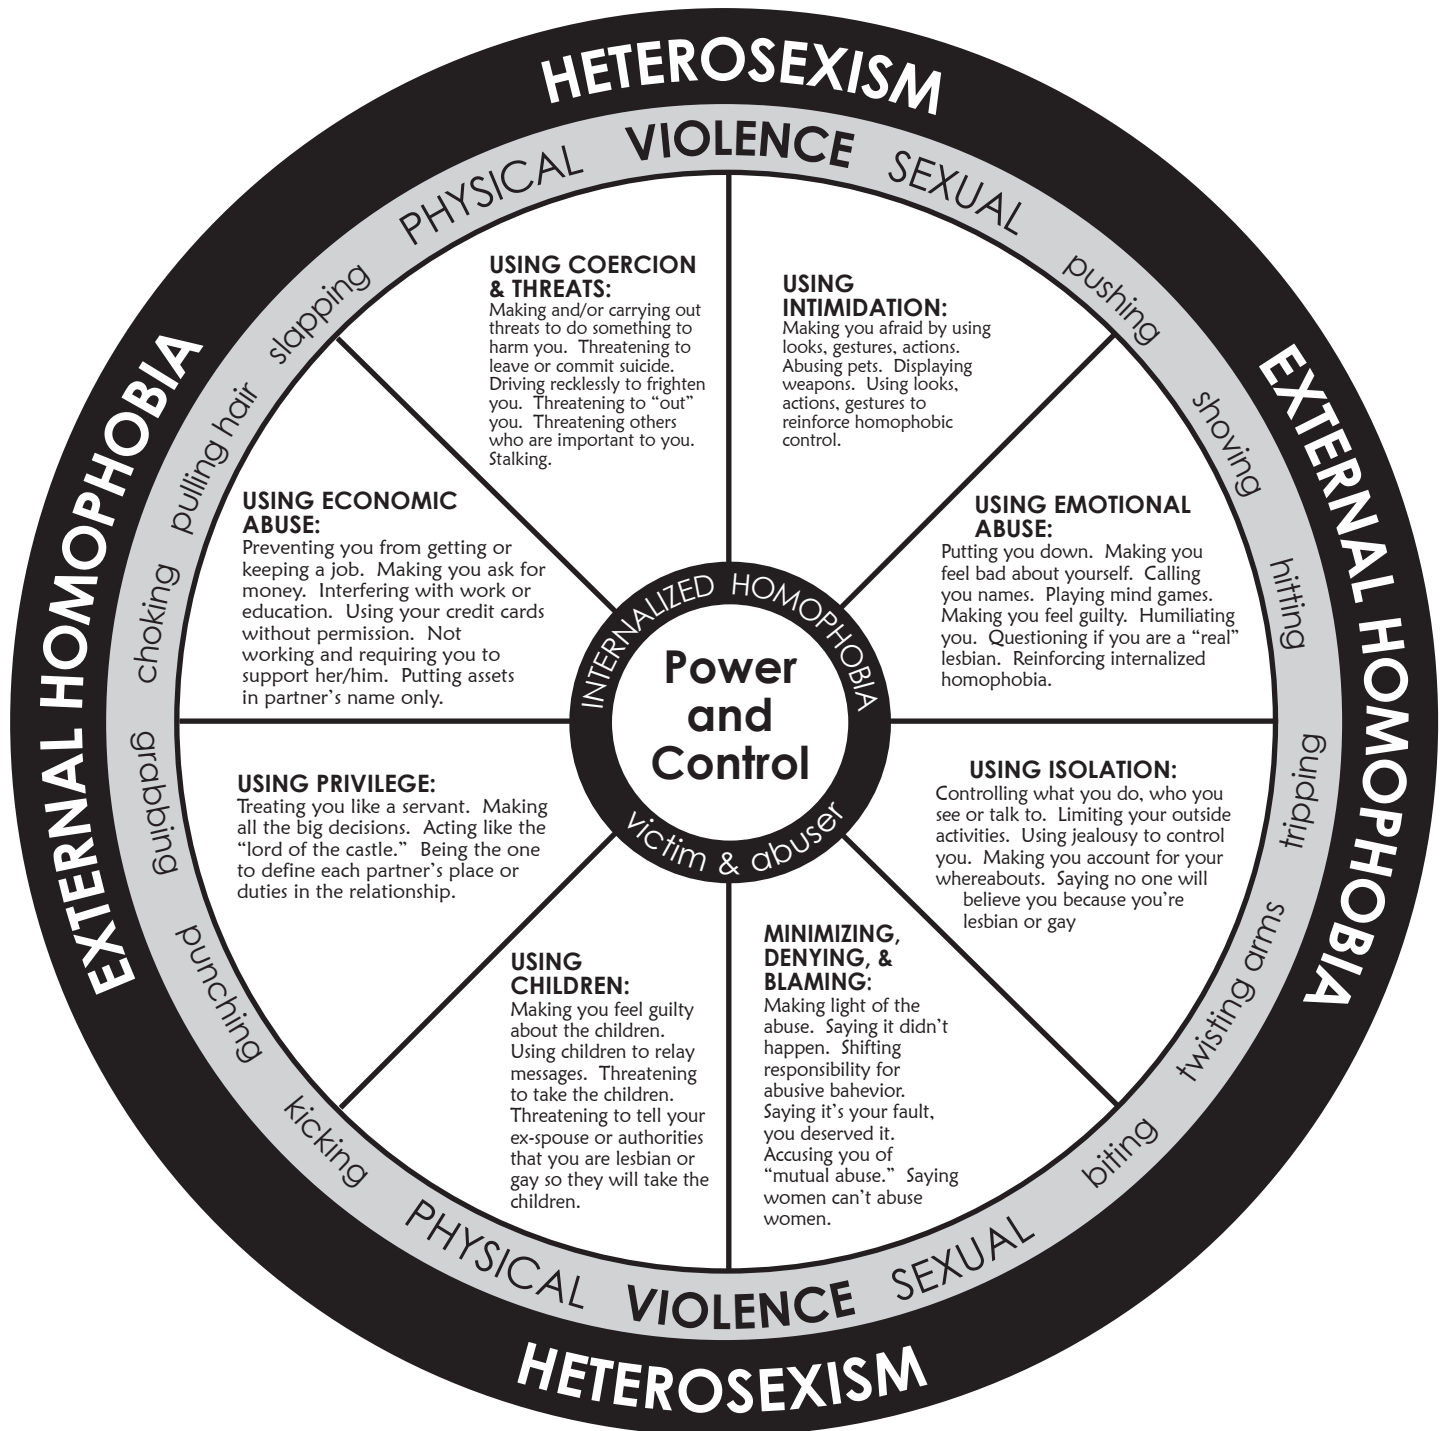 HETEROSEXISM
EXTERNAL HOMOPHOBIA
EXTERNAL HOMOPHOBIA
HETEROSEXISM
PHYSICAL VIOLENCE SEXUAL
pushing
shoving
hitting
tripping
twisting arms
biting
PHYSICAL VIOLENCE SEXUAL
kicking
punching
grabbing
choking
pulling hair
slapping
USING COERCION
& THREATS:
Making and/or carrying out
threats to do something to
harm you. Threatening to
leave or commit suicide.
Driving recklessly to frighten
you. Threatening to “out”
you. Threatening others
who are important to you.
Stalking.
USING
INTIMIDATION:
Making you afraid by using
looks, gestures, actions.
Abusing pets. Displaying
weapons. Using looks,
actions, gestures to
reinforce homophobic
control.
USING EMOTIONAL
ABUSE:
Putting you down. Making you
feel bad about yourself. Calling
you names. Playing mind games.
Making you feel guilty. Humiliating
you. Questioning if you are a “real”
lesbian. Reinforcing internalized
homophobia.
USING ISOLATION:
Controlling what you do, who you
see or talk to. Limiting your outside
activities. Using jealousy to control
you. Making you account for your
whereabouts. Saying no one will
believe you because you’re
lesbian or gay
MINIMIZING,
DENYING, &
BLAMING:
Making light of the
abuse. Saying it didn’t
happen. Shifting
responsibility for
abusive bahevior.
Saying it’s your fault,
you deserved it.
Accusing you of
“mutual abuse.” Saying
women can’t abuse
women.
USING
CHILDREN:
Making you feel guilty
about the children.
Using children to relay
messages. Threatening
to take the children.
Threatening to tell your
ex-spouse or authorities
that you are lesbian or
gay so they will take the
children.
USING PRIVILEGE:
Treating you like a servant. Making
all the big decisions. Acting like the
“lord of the castle.” Being the one
to define each partner’s place or
duties in the relationship.
USING ECONOMIC
ABUSE:
Preventing you from getting or
keeping a job. Making you ask for
money. Interfering with work or
education. Using your credit cards
without permission. Not
working and requiring you to
support her/him. Putting assets
in partner’s name only.
INTERNALIZED HOMOPHOBIA
Power
and
Control
victim & abuser